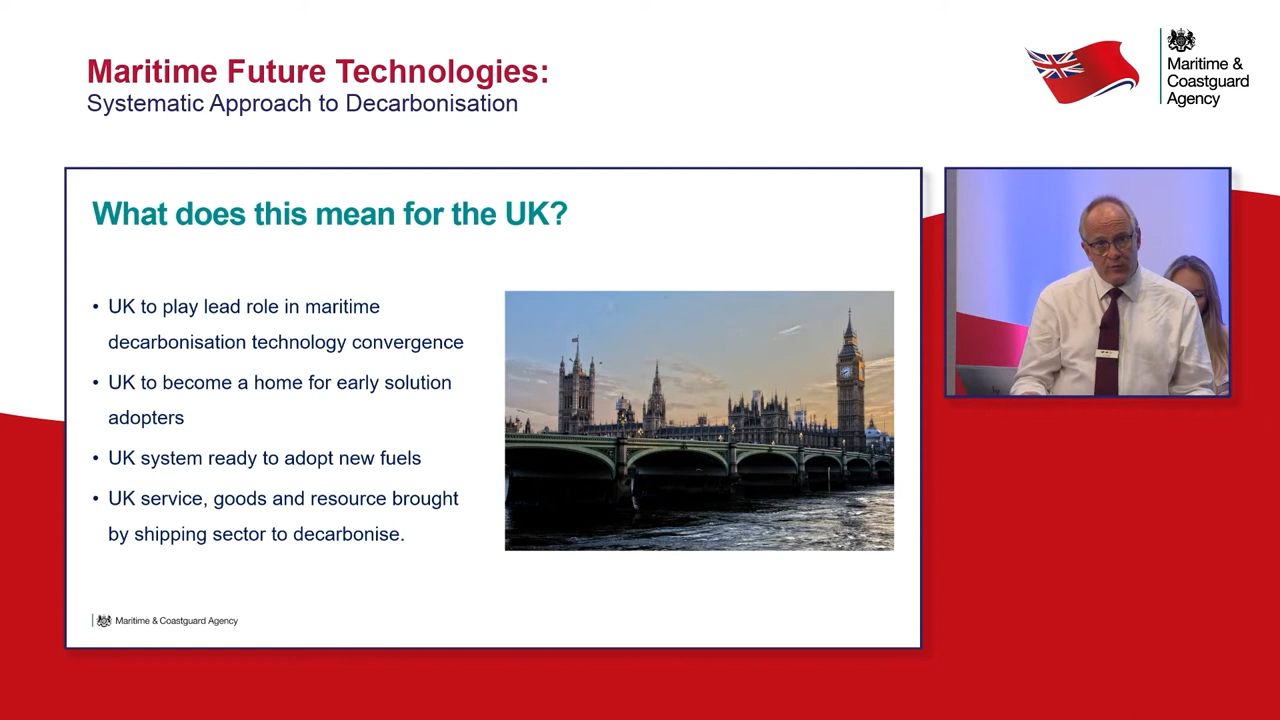 Maritime Future Technologies:
Systematic Approach to Decarbonisation
Maritime &
Coastguard
Agency
What does this mean for the UK?
• UK to play lead role in maritime
decarbonisation technology convergence
• UK to become a home for early solution
adopters
• UK system ready to adopt new fuels
• UK service, goods and resource brought
by shipping sector to decarbonise.
Maritime & Coastguard Agency